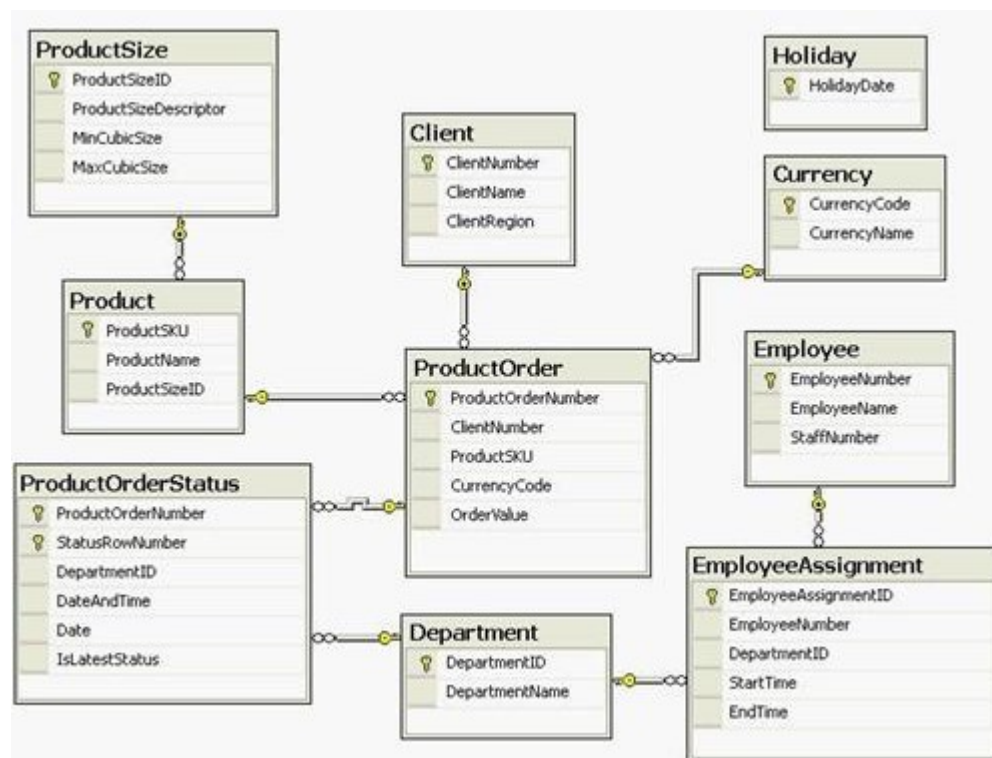 ProductSize
ProductSizeID
ProductSizeDescriptor
MinCubicSize
MaxCubicSize
Holiday
HolidayDate
Client
ClientNumber
ClientName
ClientRegion
Currency
CurrencyCode
CurrencyName
Product
ProductSKU
ProductName
ProductSizeID
ProductOrder
ProductOrderNumber
ClientNumber
ProductSKU
CurrencyCode
OrderValue
Employee
EmployeeNumber
EmployeeName
StaffNumber
ProductOrderStatus
ProductOrderNumber
StatusRowNumber
DepartmentID
DateAndTime
Date
IsLatestStatus
Department
DepartmentID
DepartmentName
EmployeeAssignment
EmployeeAssignmentID
EmployeeNumber
DepartmentID
StartTime
EndTime